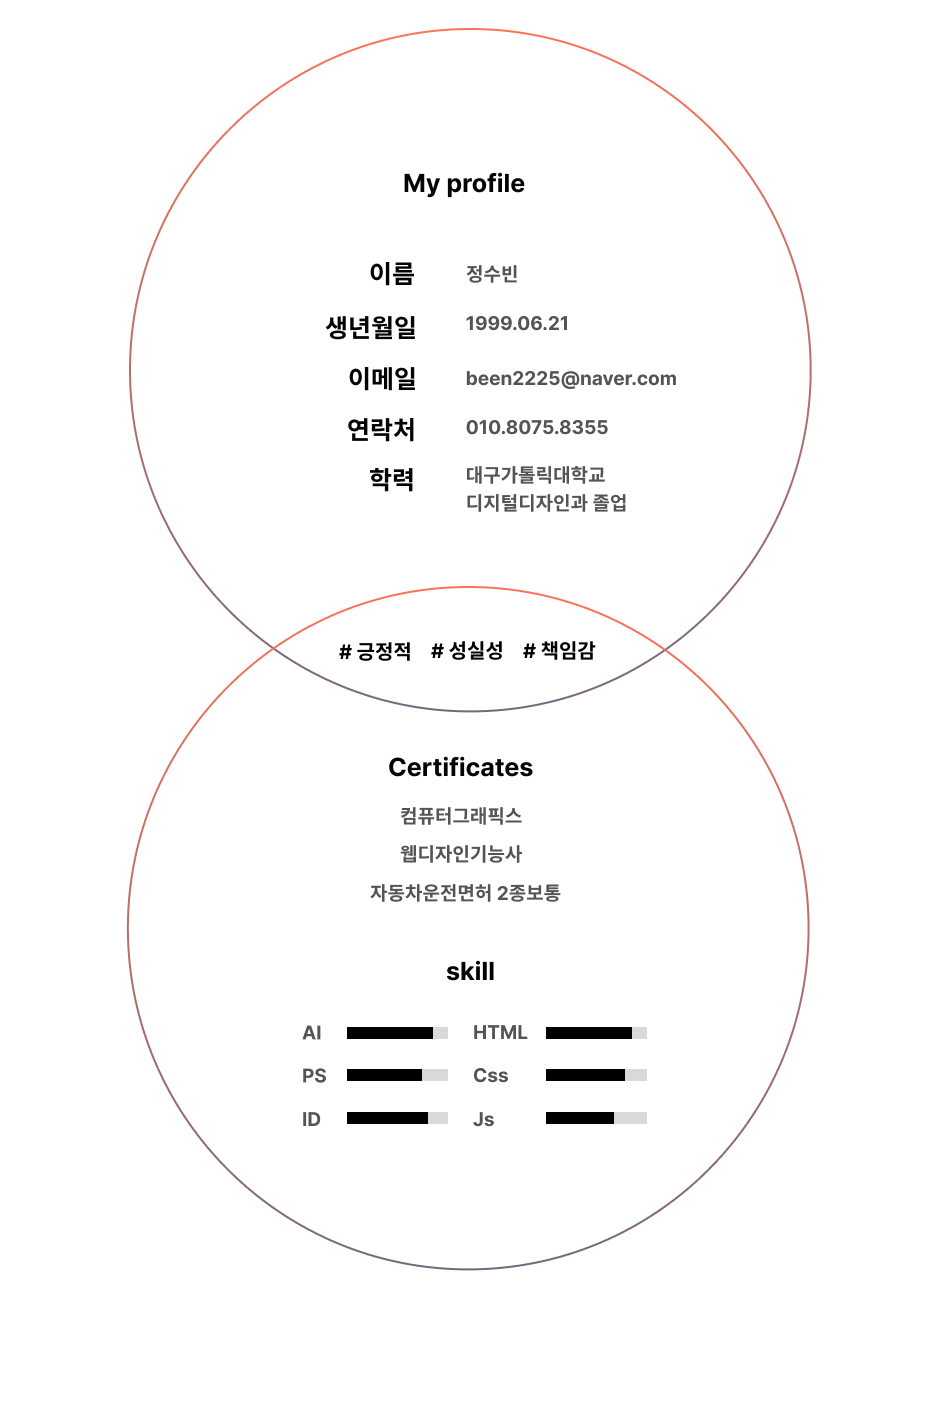 My profile
이름 정수빈
생년월일 1999.06.21
이메일 been2225@naver.com
연락처 010.8075.8355
학력 대구가톨릭대학교
디지털디자인과 졸업
# 긍정적 # 성실성 # 책임감
Certificates
컴퓨터그래픽스
웹디자인기능사
자동차운전면허 2종보통
skill
AI HTML
PS Css
ID Js